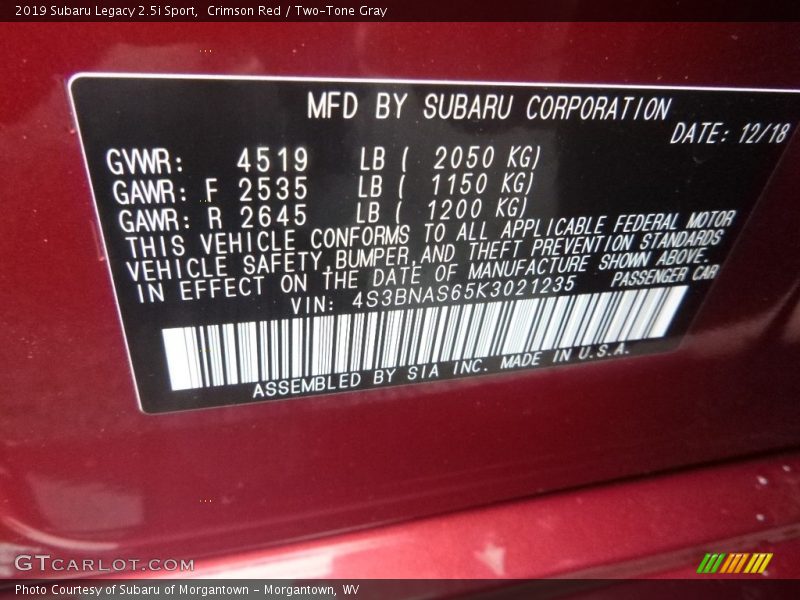 2019 Subaru Legacy 2.5i Sport,  Crimson Red / Two-Tone Gray
MFD BY SUBARU CORPORATION
DATE: 12/18
GVWR: 4519 LB ( 2050 KG)
GAWR: F 2535 LB ( 1150 KG)
GAWR: R 2645 LB ( 1200 KG)
THIS VEHICLE CONFORMS TO ALL APPLICABLE FEDERAL MOTOR
VEHICLE SAFETY,BUMPER,AND THEFT PREVENTION STANDARDS
IN EFFECT ON THE DATE OF MANUFACTURE SHOWN ABOVE.
VIN: 4S3BNAS65K3021235 PASSENGER CAR
ASSEMBLED BY SIA INC. MADE IN U.S.A.
GTCARLOT.COM
Photo Courtesy of Subaru of Morgantown - Morgantown, WV